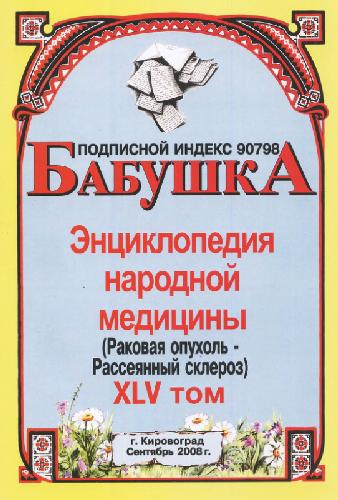 ПОДПИСНОЙ ИНДЕКС 90798
БАБУШКА
Энциклопедия
народной
медицины
(Раковая опухоль -
Рассеянный склероз)
XLV том
г. Кировоград
Сентябрь 2008 г.